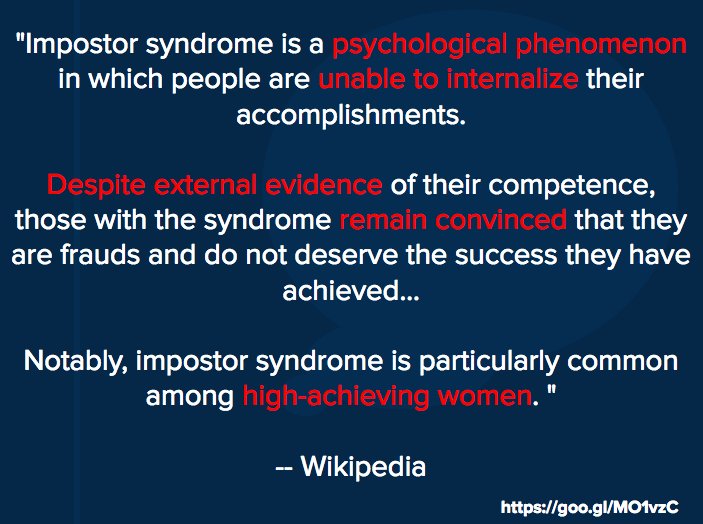 "Impostor syndrome is a psychological phenomenon
in which people are unable to internalize their
accomplishments.
Despite external evidence of their competence,
those with the syndrome remain convinced that they
are frauds and do not deserve the success they have
achieved...
Notably, impostor syndrome is particularly common
among high-achieving women. "
-- Wikipedia
https://goo.gl/MO1vzC